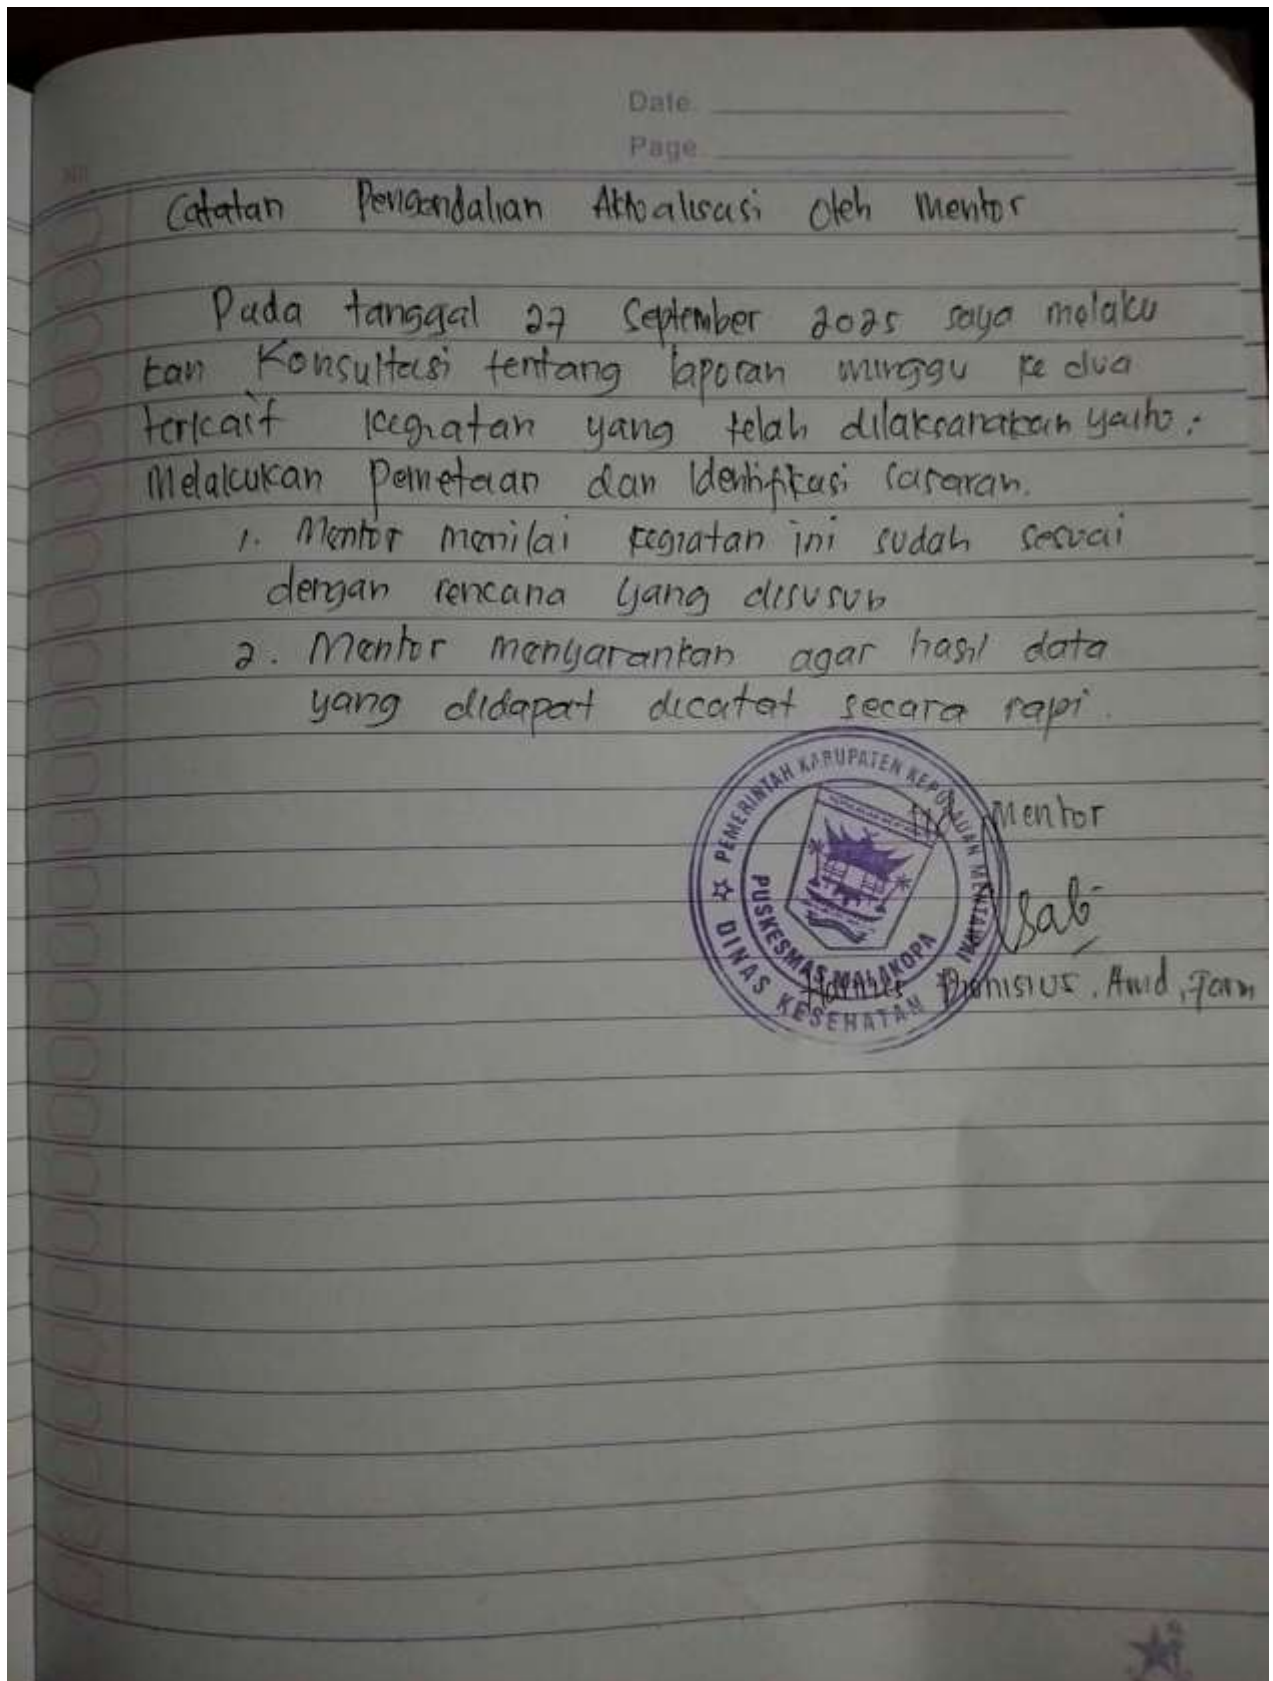 Date.
Page
No
Catatan Pengendalian Aktualisasi oleh Mentor
Pada tanggal 27 September 2025 saya melaku
kan Konsultasi tentang laporan minggu ke dua
terkait kegiatan yang telah dilaksanakan yaitu :
Melakukan Pemetaan dan Identifikasi sasaran.
1. Mentor menilai kegiatan ini sudah sesuai
dengan rencana yang disusun
2. Mentor menyarankan agar hasil data
yang didapat dicatat secara rapi.
PEMERINTAH KABUPATEN KEPULAUAN MENTAWAI
DINAS KESEHATAN
PUSKESMAS MALAKOPA
Mentor
Dionisius. Amd, Farm